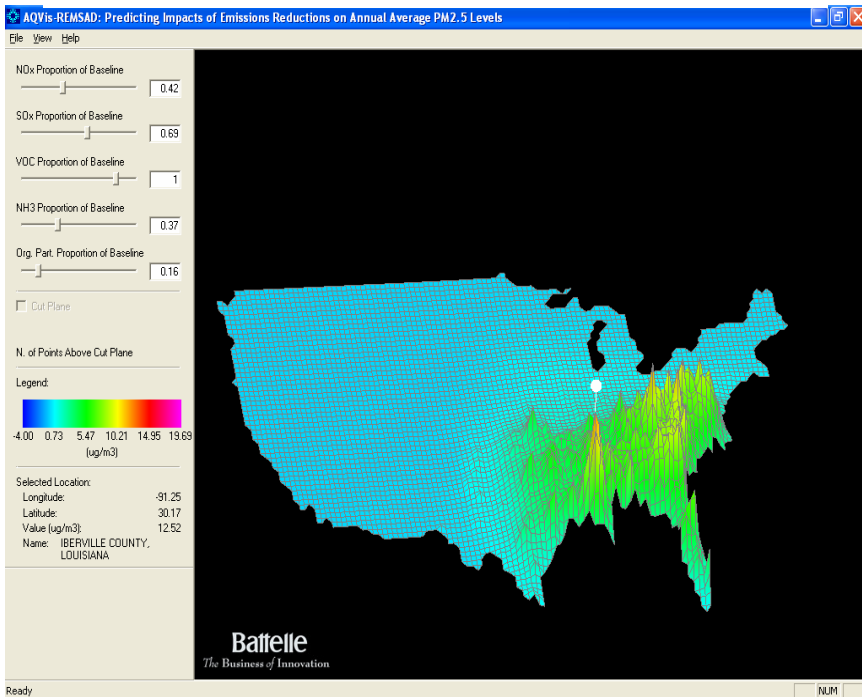 AQVis-REMSAD: Predicting Impacts of Emissions Reductions on Annual Average PM2.5 Levels
File View Help
NOx Proportion of Baseline
0.42
SOx Proportion of Baseline
0.69
VOC Proportion of Baseline
1
NH3 Proportion of Baseline
0.37
Org. Part. Proportion of Baseline
0.16
Cut Plane
N. of Points Above Cut Plane
Legend:
-4.00 0.73 5.47 10.21 14.95 19.69
(ug/m3)
Selected Location:
Longitude: -91.25
Latitude: 30.17
Value (ug/m3): 12.52
Name: IBERVILLE COUNTY,
LOUISIANA
Battelle
The Business of Innovation
Ready NUM